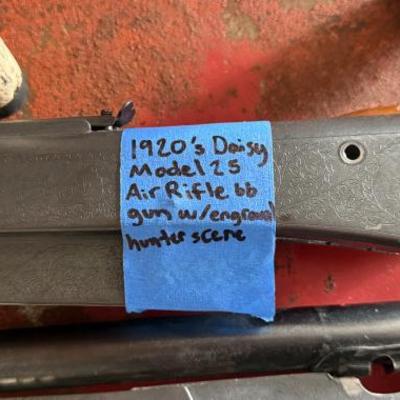 1920's Daisy
Model 25
Air Rifle bb
gun w/engraved
hunter scene